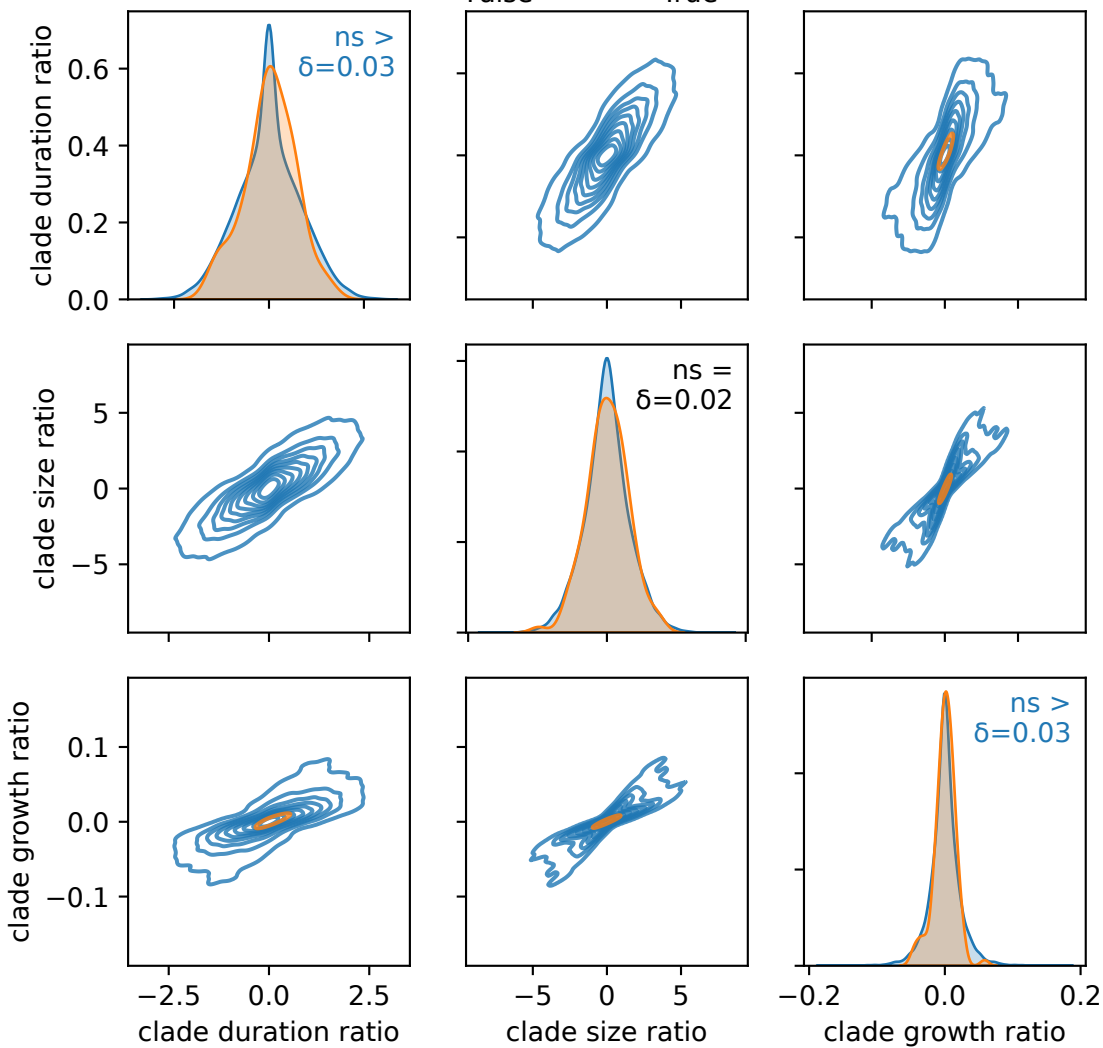 ns >
δ=0.03
clade duration ratio
0.6
0.4
0.2
0.0
ns =
δ=0.02
clade size ratio
5
0
−5
ns >
δ=0.03
clade growth ratio
0.1
0.0
−0.1
−2.5 0.0 2.5
−5 0 5
−0.2 0.0 0.2
clade duration ratio
clade size ratio
clade growth ratio